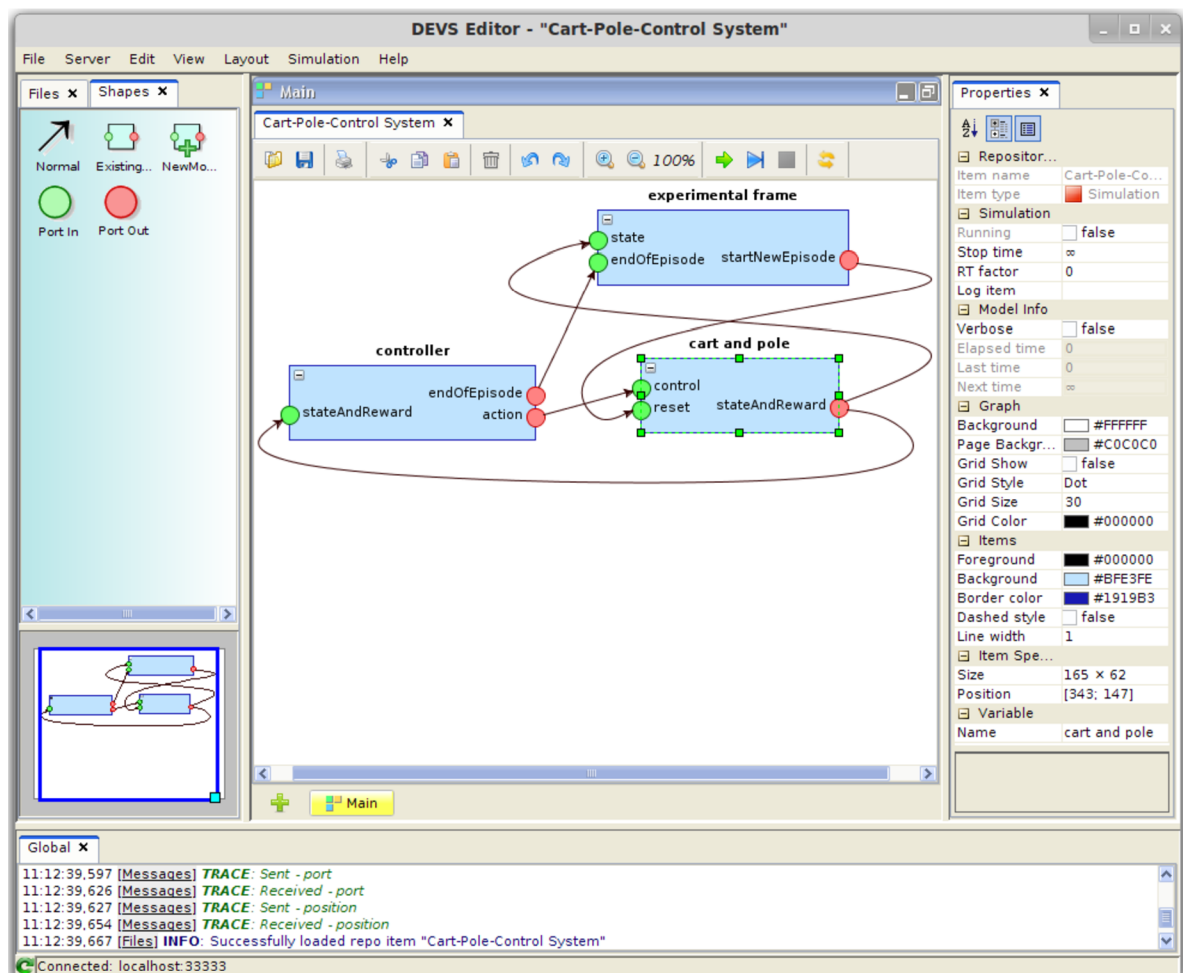 DEVS Editor - "Cart-Pole-Control System"
File Server Edit View Layout Simulation Help
Files Shapes
Normal Existing... NewMo...
Port In Port Out
Main
Cart-Pole-Control System
100%
experimental frame
state
endOfEpisode startNewEpisode
controller
endOfEpisode
stateAndReward
action
cart and pole
control
reset stateAndReward
Main
Properties
Repositor...
Item name Cart-Pole-Co...
Item type Simulation
Simulation
Running false
Stop time ∞
RT factor 0
Log item
Model Info
Verbose false
Elapsed time 0
Last time 0
Next time ∞
Graph
Background #FFFFFF
Page Backgr... #C0C0C0
Grid Show false
Grid Style Dot
Grid Size 30
Grid Color #000000
Items
Foreground #000000
Background #BFE3FE
Border color #1919B3
Dashed style false
Line width 1
Item Spe...
Size 165 × 62
Position [343; 147]
Variable
Name cart and pole
Global
11:12:39,597 [Messages] TRACE: Sent - port
11:12:39,626 [Messages] TRACE: Received - port
11:12:39,627 [Messages] TRACE: Sent - position
11:12:39,654 [Messages] TRACE: Received - position
11:12:39,667 [Files] INFO: Successfully loaded repo item "Cart-Pole-Control System"
Connected: localhost:33333